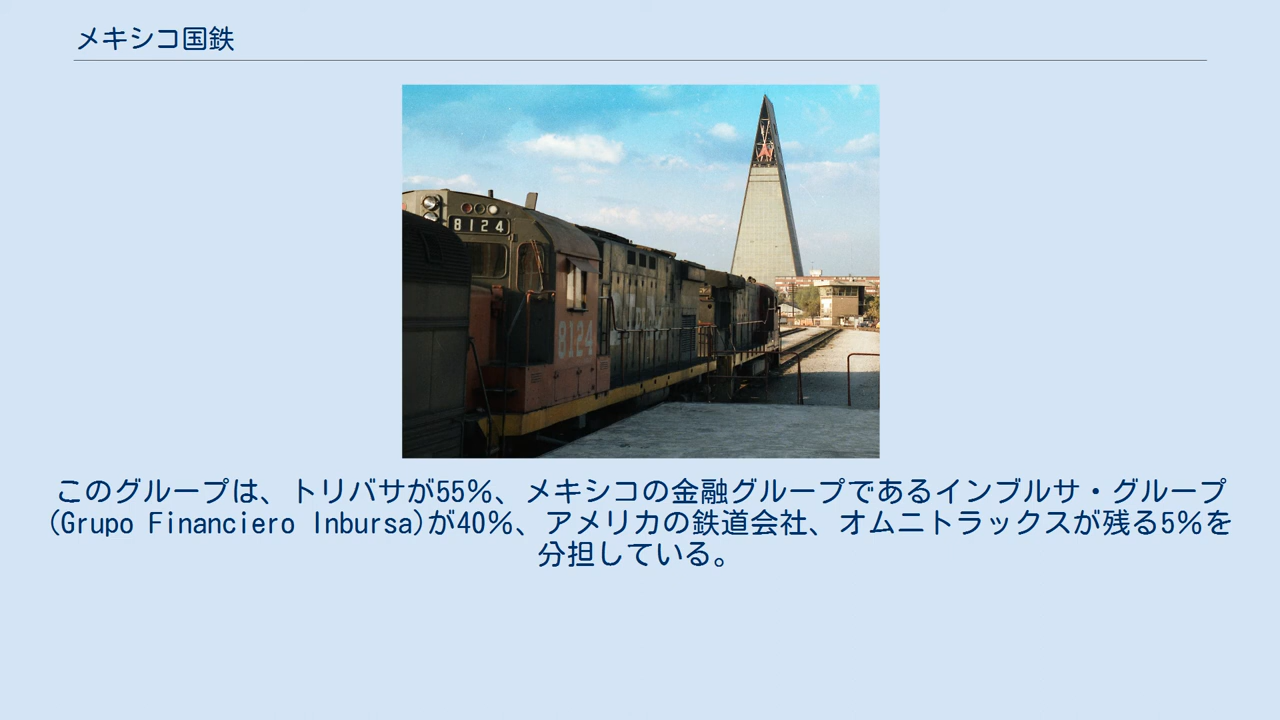 メキシコ国鉄
8124
8124
このグループは、トリバサが55％、メキシコの金融グループであるインブルサ・グループ
(Grupo Financiero Inbursa)が40％、アメリカの鉄道会社、オムニトラックスが残る5％を
分担している。